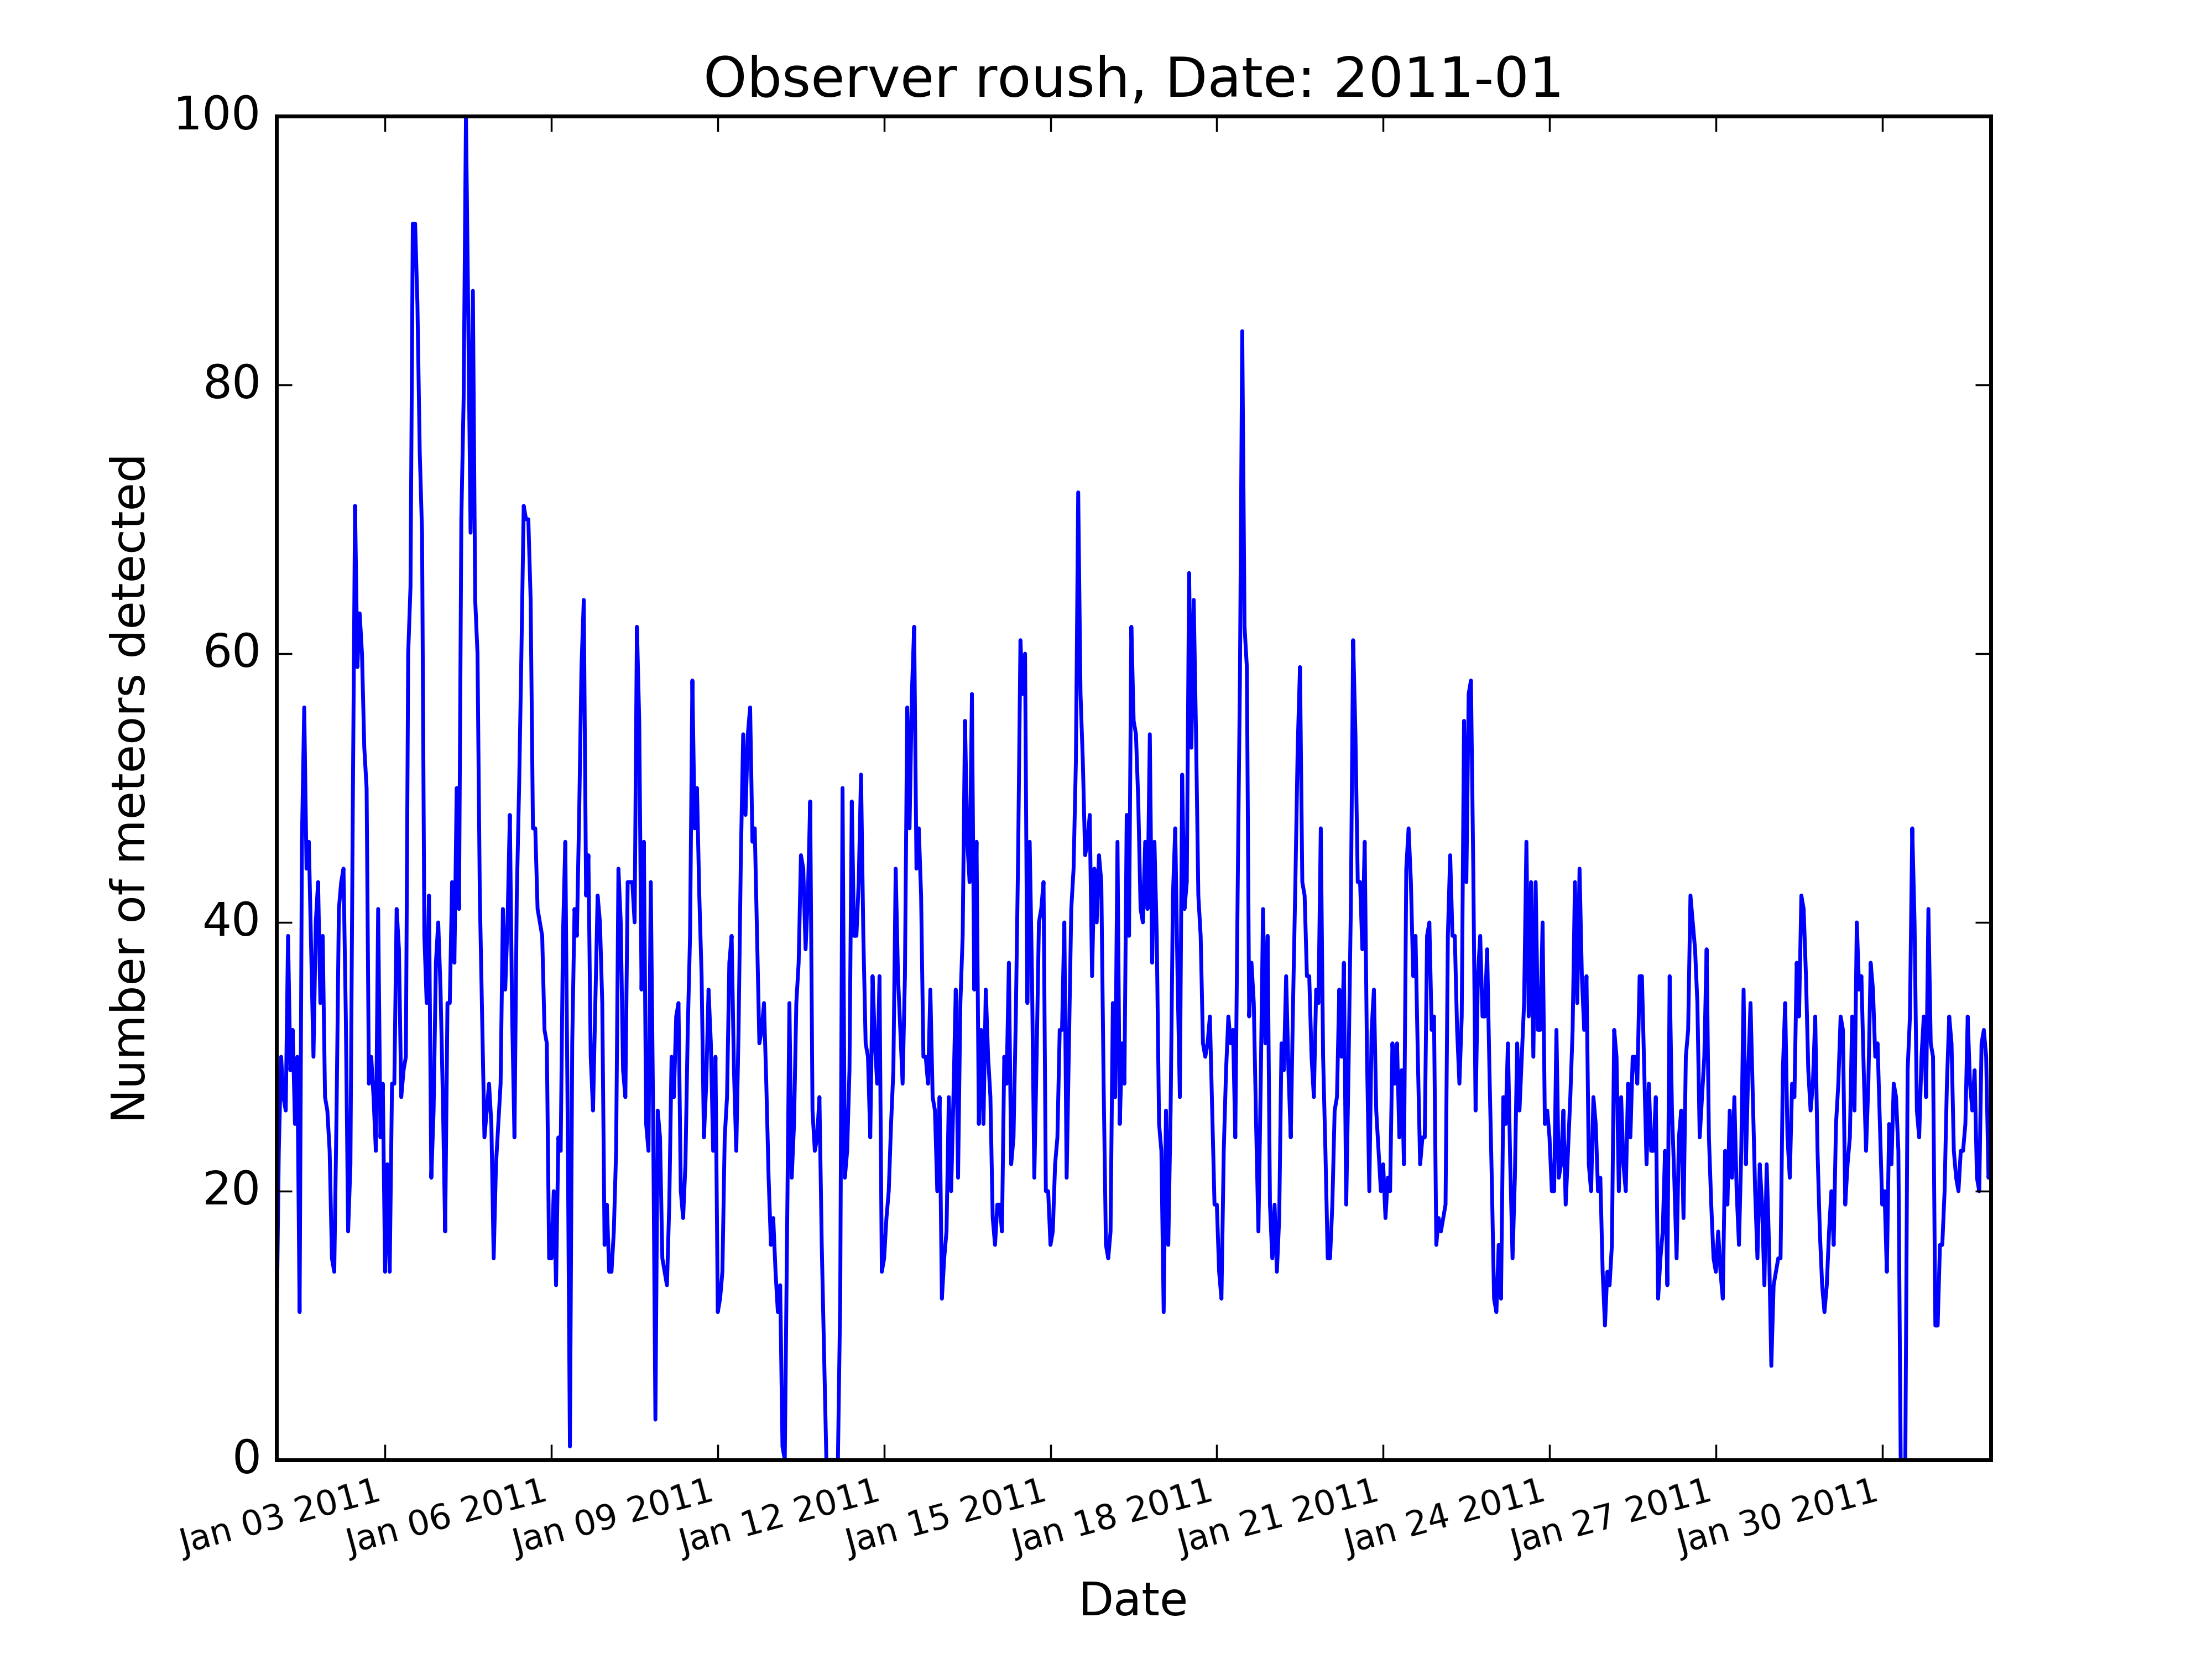 Observer roush, Date: 2011-01
100
80
60
40
20
0
Number of meteors detected
Jan 03 2011
Jan 06 2011
Jan 09 2011
Jan 12 2011
Jan 15 2011
Jan 18 2011
Jan 21 2011
Jan 24 2011
Jan 27 2011
Jan 30 2011
Date